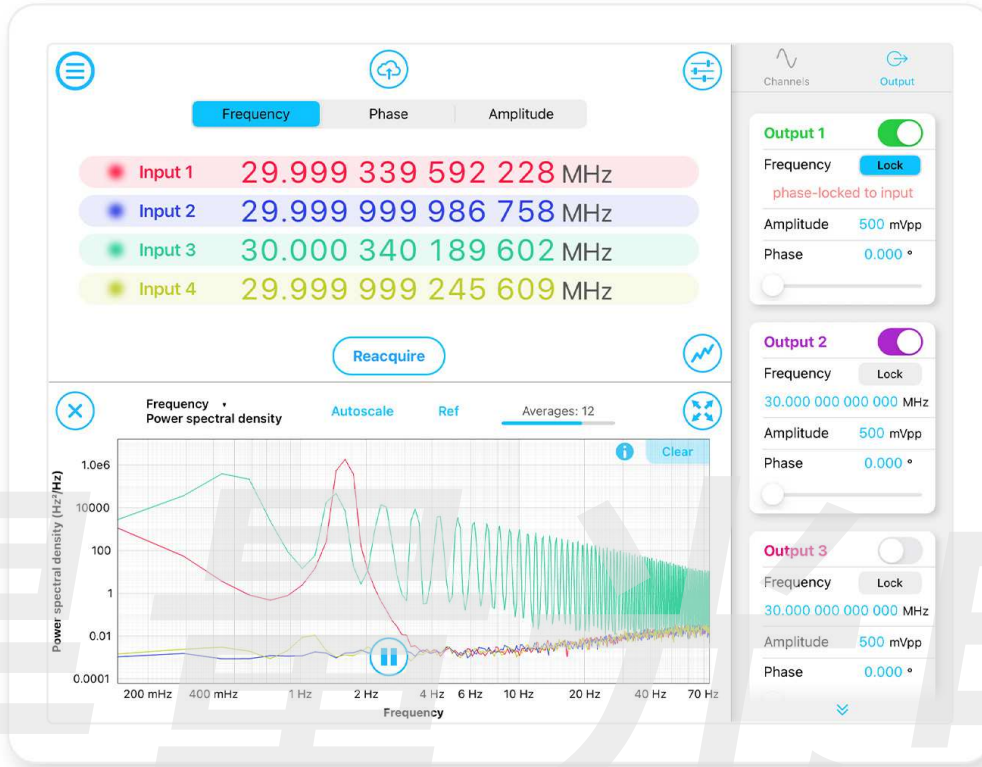 Channels
Output
Frequency
Phase
Amplitude
Input 1 29.999 339 592 228 MHz
Input 2 29.999 999 986 758 MHz
Input 3 30.000 340 189 602 MHz
Input 4 29.999 999 245 609 MHz
Reacquire
Frequency
Power spectral density
Autoscale
Ref
Averages: 12
Clear
Power spectral density (Hz²/Hz)
1.0e6
10000
100
1
0.01
0.0001
200 mHz 400 mHz 1 Hz 2 Hz 4 Hz 6 Hz 10 Hz 20 Hz 40 Hz 70 Hz
Frequency
Output 1
Frequency Lock
phase-locked to input
Amplitude 500 mVpp
Phase 0.000 °
Output 2
Frequency Lock
30.000 000 000 000 MHz
Amplitude 500 mVpp
Phase 0.000 °
Output 3
Frequency Lock
30.000 000 000 000 MHz
Amplitude 500 mVpp
Phase 0.000 °